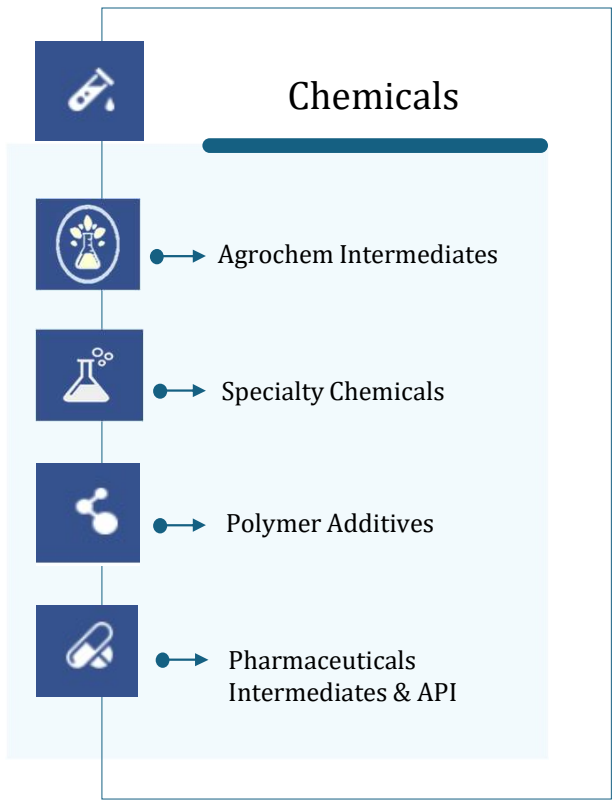 Chemicals
Agrochem Intermediates
Specialty Chemicals
Polymer Additives
Pharmaceuticals
Intermediates & API